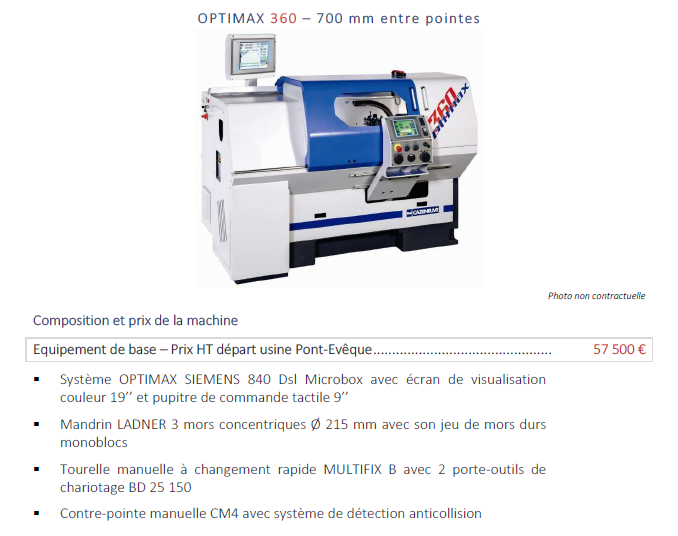 OPTIMAX 360 – 700 mm entre pointes
360
CAZENEUVE
Photo non contractuelle
Composition et prix de la machine
Equipement de base – Prix HT départ usine Pont-Evêque............................................... 57 500 €
▪ Système OPTIMAX SIEMENS 840 Dsl Microbox avec écran de visualisation
couleur 19’’ et pupitre de commande tactile 9’’
▪ Mandrin LADNER 3 mors concentriques Ø 215 mm avec son jeu de mors durs
monoblocs
▪ Tourelle manuelle à changement rapide MULTIFIX B avec 2 porte-outils de
chariotage BD 25 150
▪ Contre-pointe manuelle CM4 avec système de détection anticollision